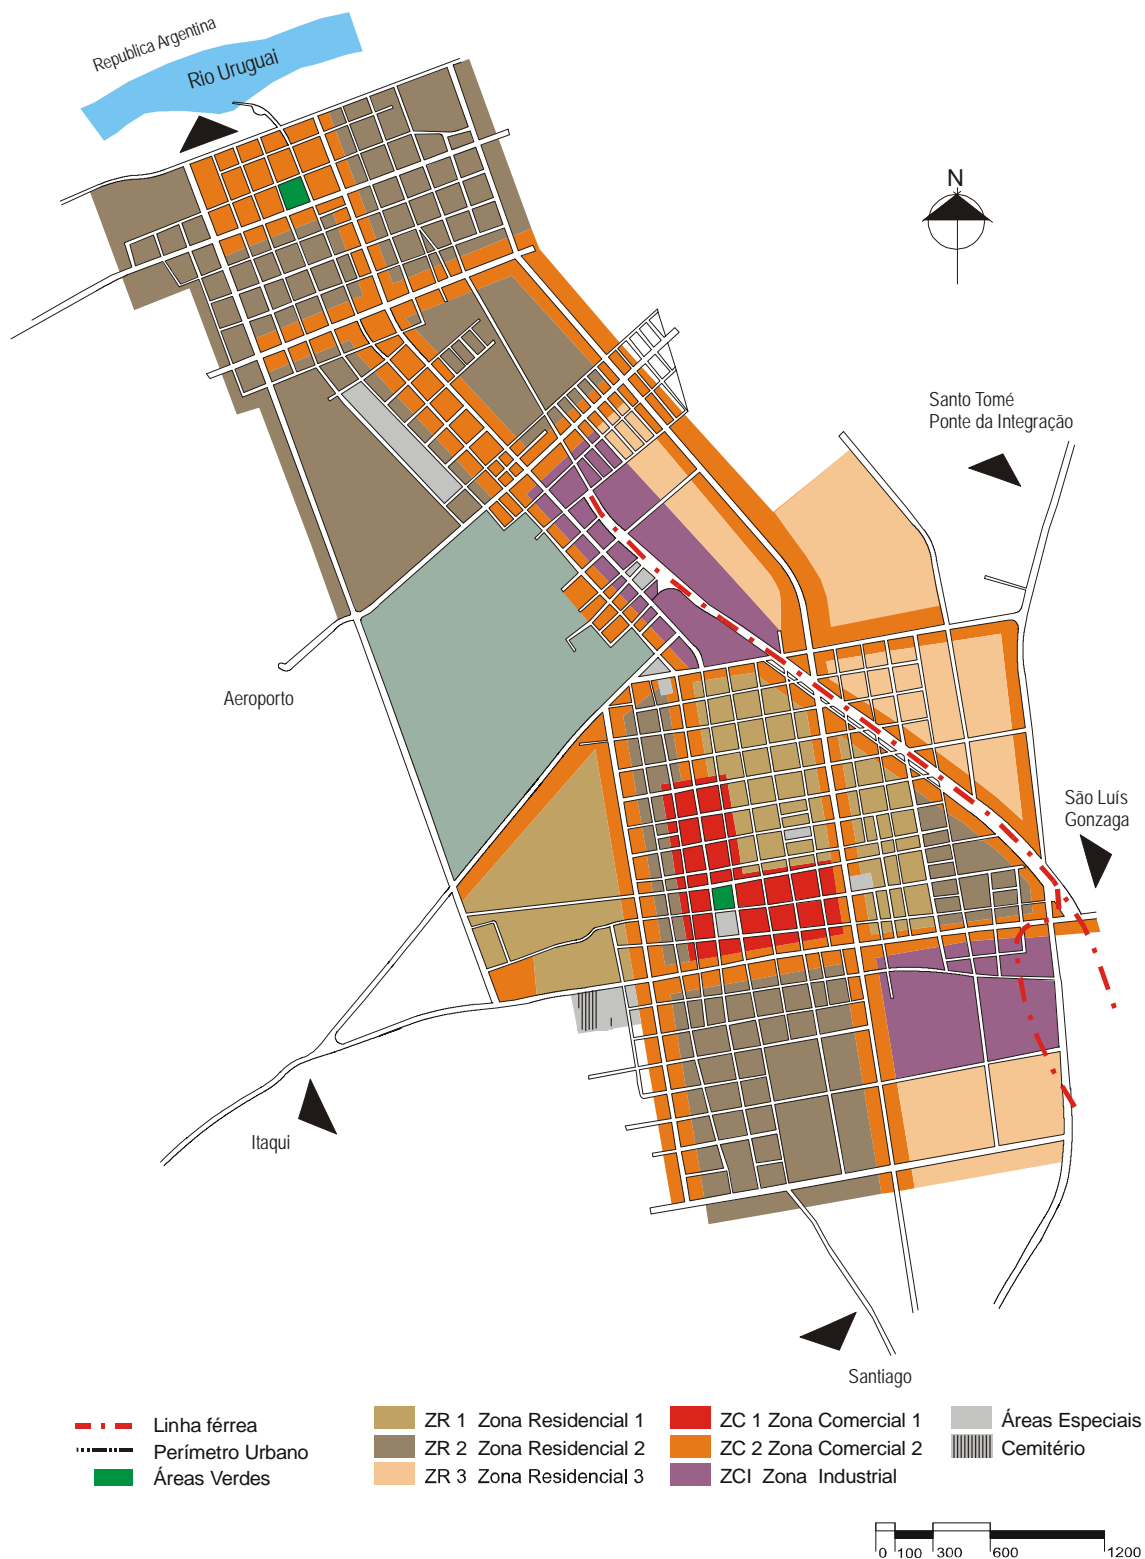 Republica Argentina
Rio Uruguai
N
Santo Tomé
Ponte da Integração
Aeroporto
São Luís
Gonzaga
Itaqui
Santiago
Linha férrea
Perímetro Urbano
Áreas Verdes
ZR 1 Zona Residencial 1
ZR 2 Zona Residencial 2
ZR 3 Zona Residencial 3
ZC 1 Zona Comercial 1
ZC 2 Zona Comercial 2
ZCI Zona Industrial
Áreas Especiais
Cemitério
0 100 300 600 1200